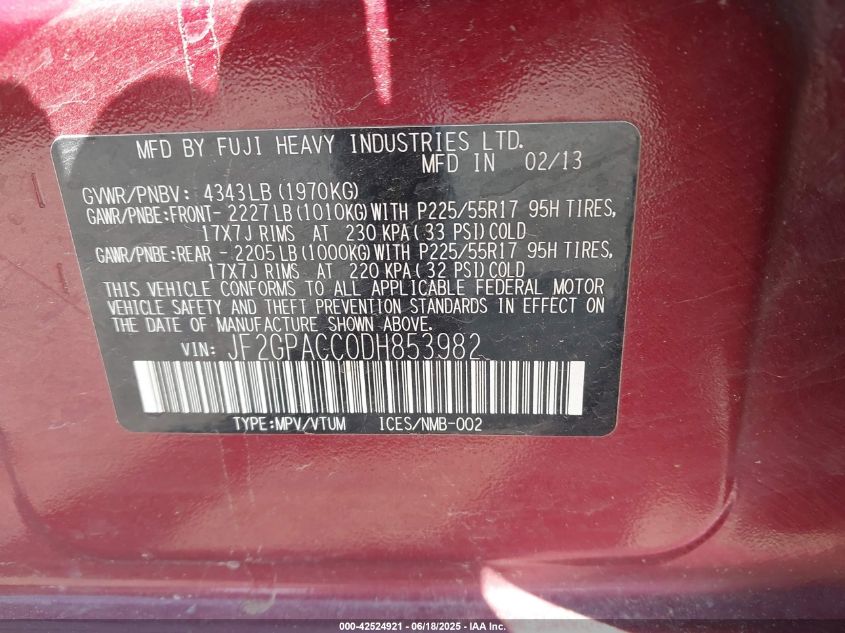 MFD BY FUJI HEAVY INDUSTRIES LTD.
MFD IN 02/13
GVWR/PNBV: 4343LB (1970KG)
GAWR/PNBE:FRONT- 2227LB (1010KG) WITH P225/55R17 95H TIRES,
17X7J RIMS AT 230 KPA( 33 PSI) COLD
GAWR/PNBE:REAR - 2205LB (1000KG) WITH P225/55R17 95H TIRES,
17X7J RIMS AT 220 KPA( 32 PSI) COLD
THIS VEHICLE CONFORMS TO ALL APPLICABLE FEDERAL MOTOR
VEHICLE SAFETY AND THEFT PREVENTION STANDARDS IN EFFECT ON
THE DATE OF MANUFACTURE SHOWN ABOVE.
VIN: JF2GPACC0DH853982
TYPE:MPV/VTUM ICES/NMB-002
000-42524921 - 06/18/2025 - IAA Inc.